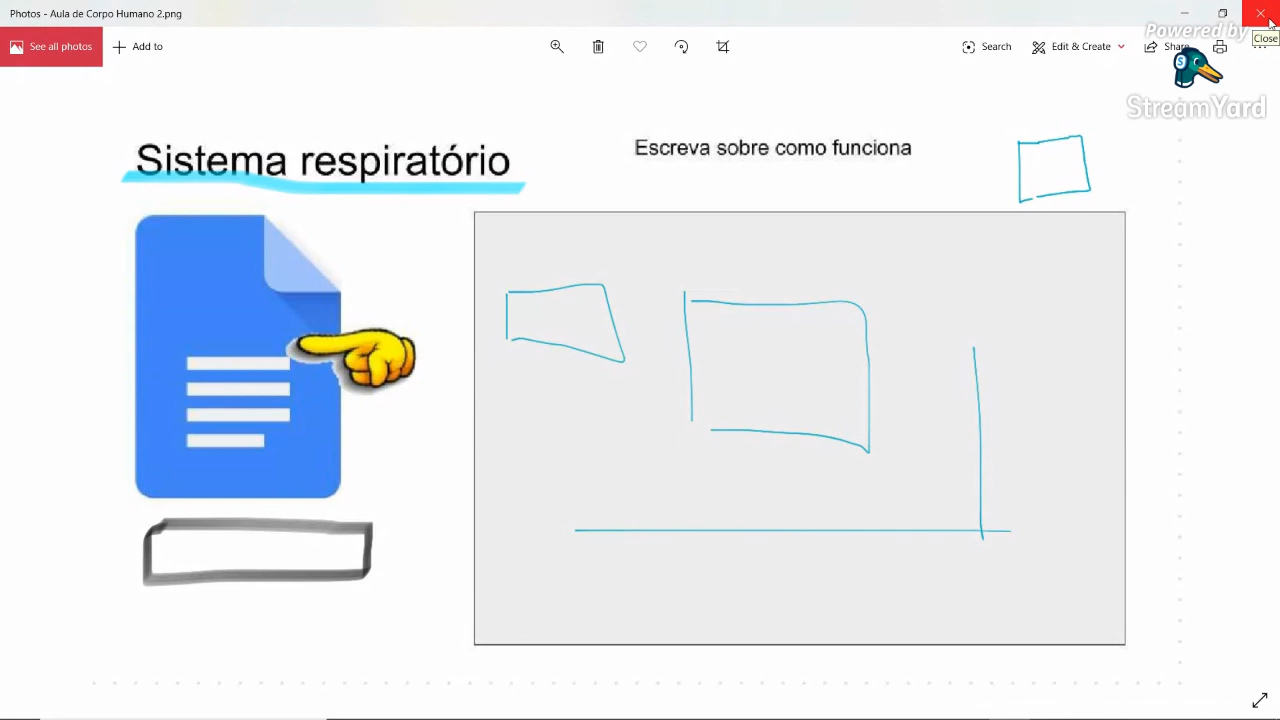 Photos - Aula de Corpo Humano 2.png
See all photos
Add to
Search
Edit & Create
Share
Close
Powered by
StreamYard
Sistema respiratório
Escreva sobre como funciona